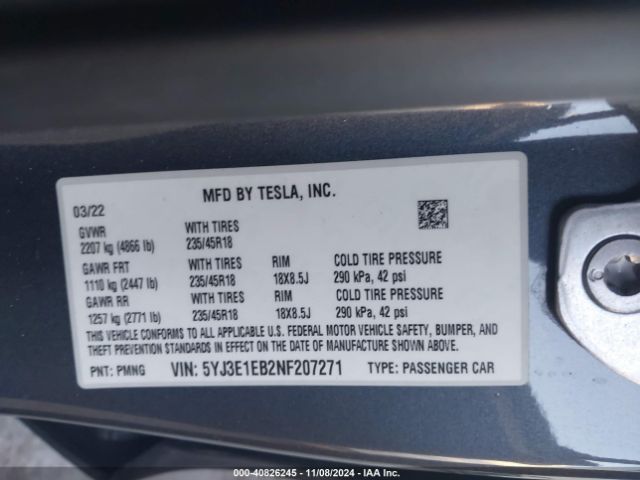 MFD BY TESLA, INC.
03/22
GVWR WITH TIRES
2207 kg (4866 lb) 235/45R18
GAWR FRT WITH TIRES RIM COLD TIRE PRESSURE
1110 kg (2447 lb) 235/45R18 18X8.5J 290 kPa, 42 psi
GAWR RR WITH TIRES RIM COLD TIRE PRESSURE
1257 kg (2771 lb) 235/45R18 18X8.5J 290 kPa, 42 psi
THIS VEHICLE CONFORMS TO ALL APPLICABLE U.S. FEDERAL MOTOR VEHICLE SAFETY, BUMPER, AND
THEFT PREVENTION STANDARDS IN EFFECT ON THE DATE OF MANUFACTURE SHOWN ABOVE.
PNT: PMNG VIN: 5YJ3E1EB2NF207271 TYPE: PASSENGER CAR
000-40826245 - 11/08/2024 - IAA Inc.